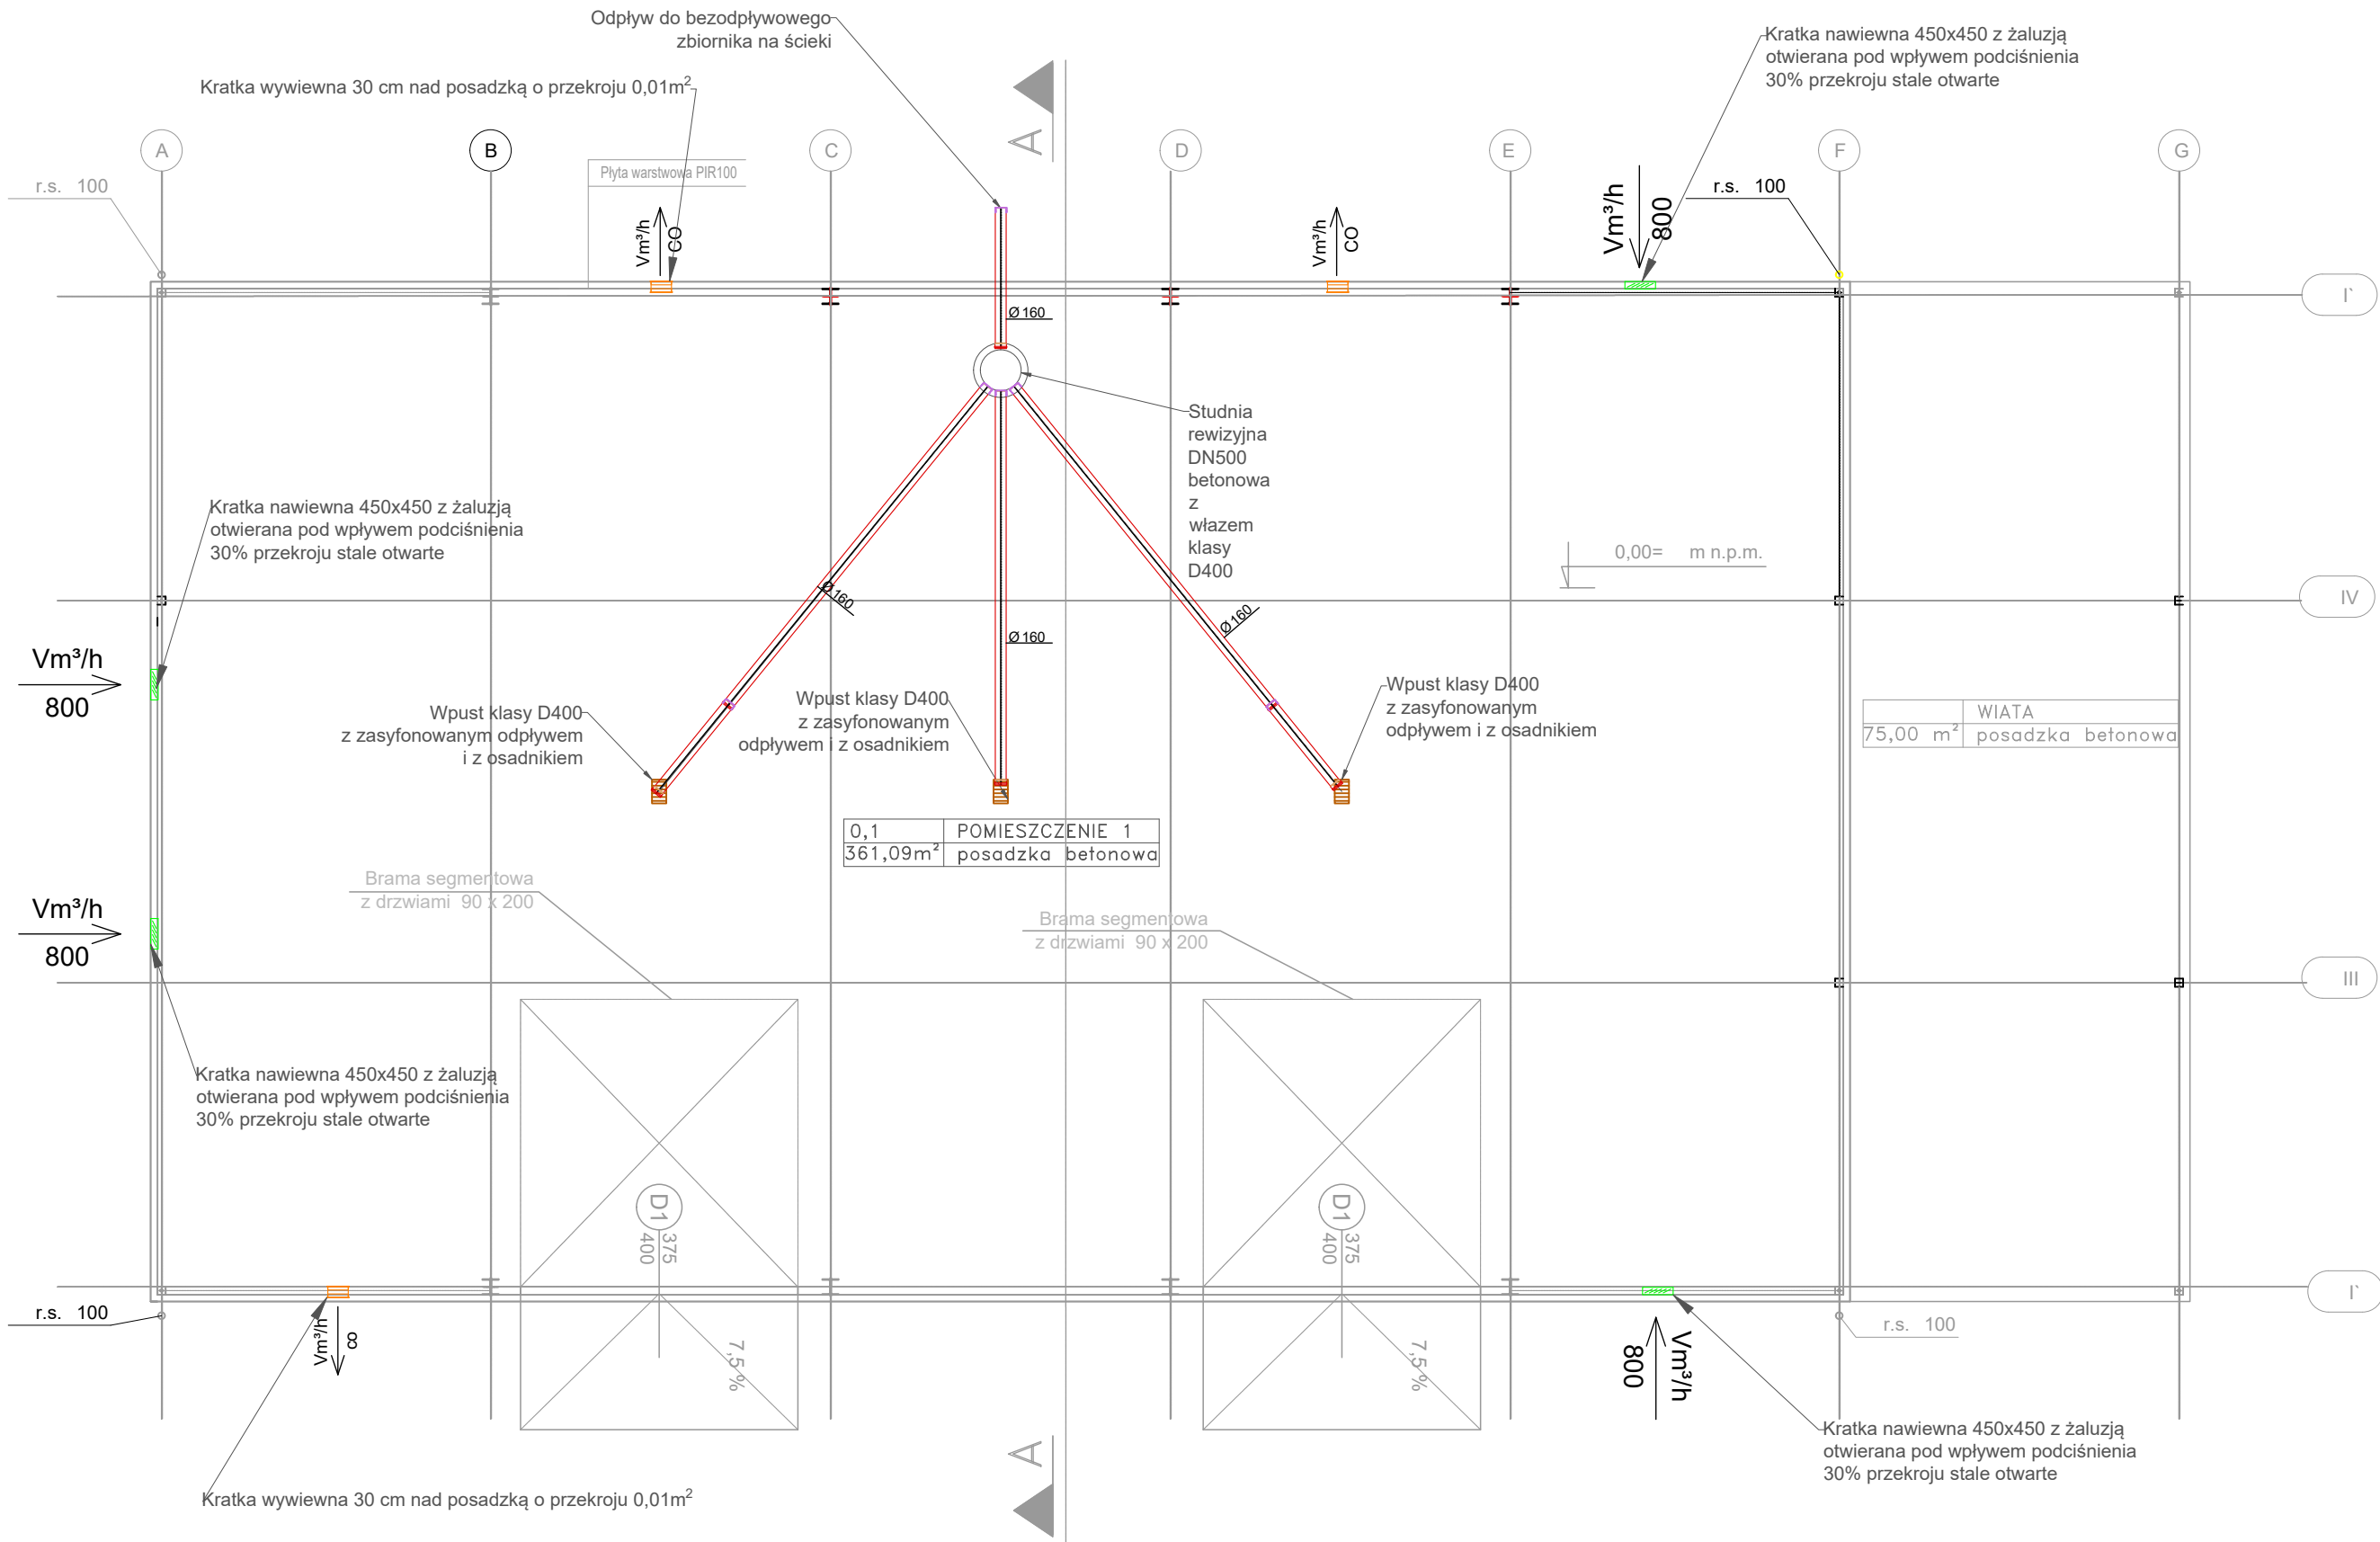 Odpływ do bezodpływowego
zbiornika na ścieki
Kratka nawiewna 450x450 z żaluzją
otwierana pod wpływem podciśnienia
30% przekroju stale otwarte
Kratka wywiewna 30 cm nad posadzką o przekroju 0,01m²
A
A
B
C
D
E
F
G
Płyta warstwowa PIR100
r.s. 100
r.s. 100
Vm³/h
CO
Vm³/h
CO
Vm³/h
800
I`
Ø160
Studnia
rewizyjna
DN500
betonowa
z
włazem
klasy
D400
Kratka nawiewna 450x450 z żaluzją
otwierana pod wpływem podciśnienia
30% przekroju stale otwarte
0,00= m n.p.m.
IV
Ø160
Ø160
Ø160
Vm³/h
800
Wpust klasy D400
z zasyfonowanym odpływem
i z osadnikiem
Wpust klasy D400
z zasyfonowanym
odpływem i z osadnikiem
Wpust klasy D400
z zasyfonowanym
odpływem i z osadnikiem
WIATA
75,00 m² posadzka betonowa
0,1 POMIESZCZENIE 1
361,09m² posadzka betonowa
Brama segmentowa
z drzwiami 90 x 200
Brama segmentowa
z drzwiami 90 x 200
Vm³/h
800
III
Kratka nawiewna 450x450 z żaluzją
otwierana pod wpływem podciśnienia
30% przekroju stale otwarte
D1
375
400
D1
375
400
I`
r.s. 100
Vm³/h
co
7,5%
7,5%
Vm³/h
800
r.s. 100
Kratka nawiewna 450x450 z żaluzją
otwierana pod wpływem podciśnienia
30% przekroju stale otwarte
A
Kratka wywiewna 30 cm nad posadzką o przekroju 0,01m²